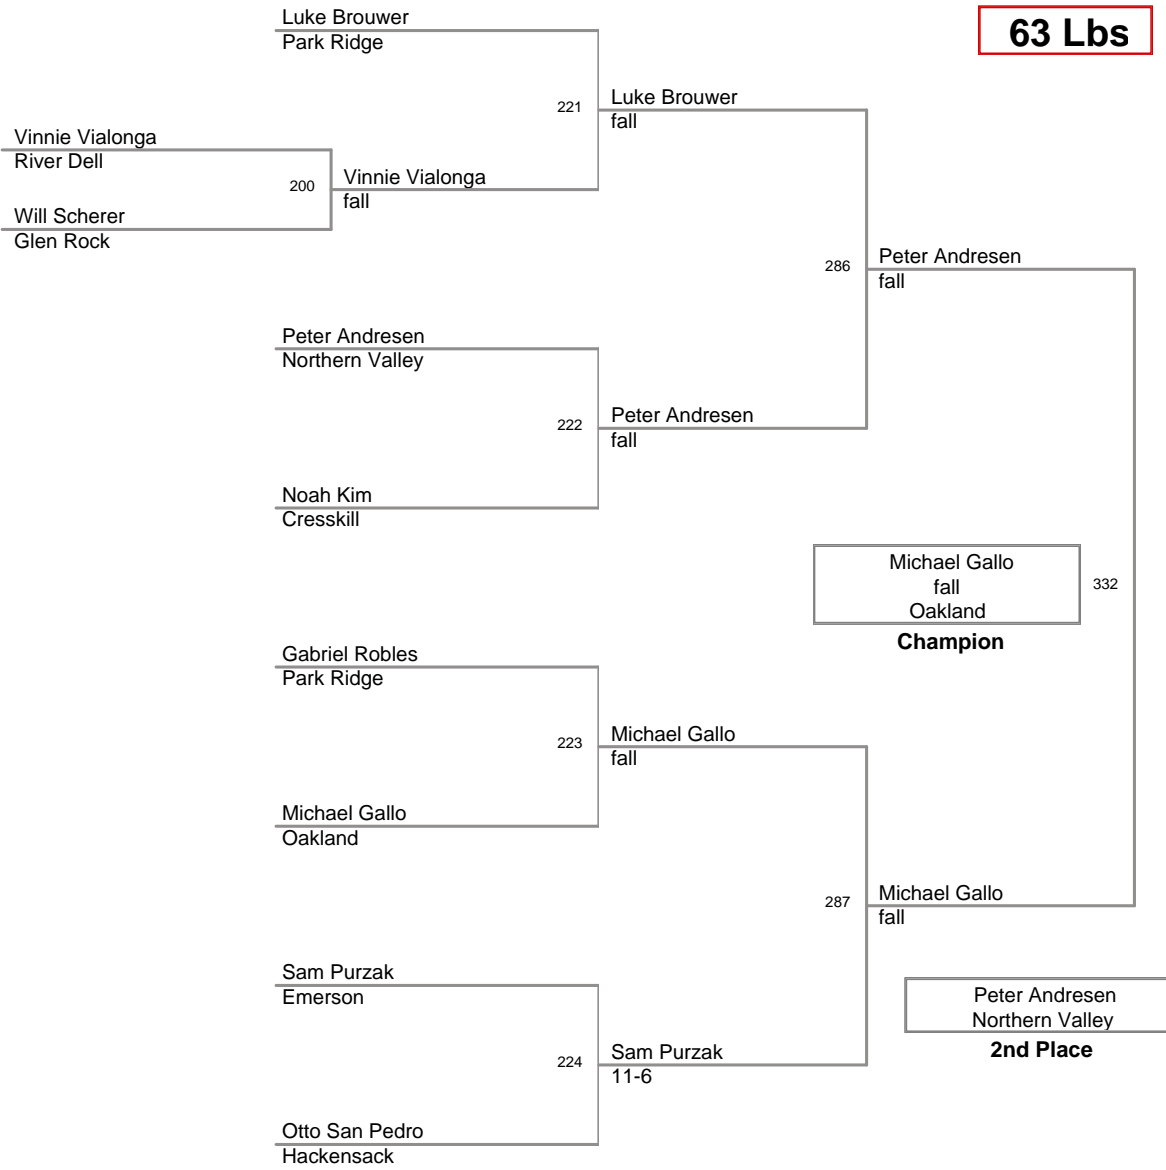 Luke Brouwer
Park Ridge
63 Lbs
221
Luke Brouwer
fall
Vinnie Vialonga
River Dell
200
Vinnie Vialonga
fall
Will Scherer
Glen Rock
286
Peter Andresen
fall
Peter Andresen
Northern Valley
222
Peter Andresen
fall
Noah Kim
Cresskill
Michael Gallo
fall
Oakland
332
Champion
Gabriel Robles
Park Ridge
223
Michael Gallo
fall
Michael Gallo
Oakland
287
Michael Gallo
fall
Sam Purzak
Emerson
Peter Andresen
Northern Valley
2nd Place
224
Sam Purzak
11-6
Otto San Pedro
Hackensack